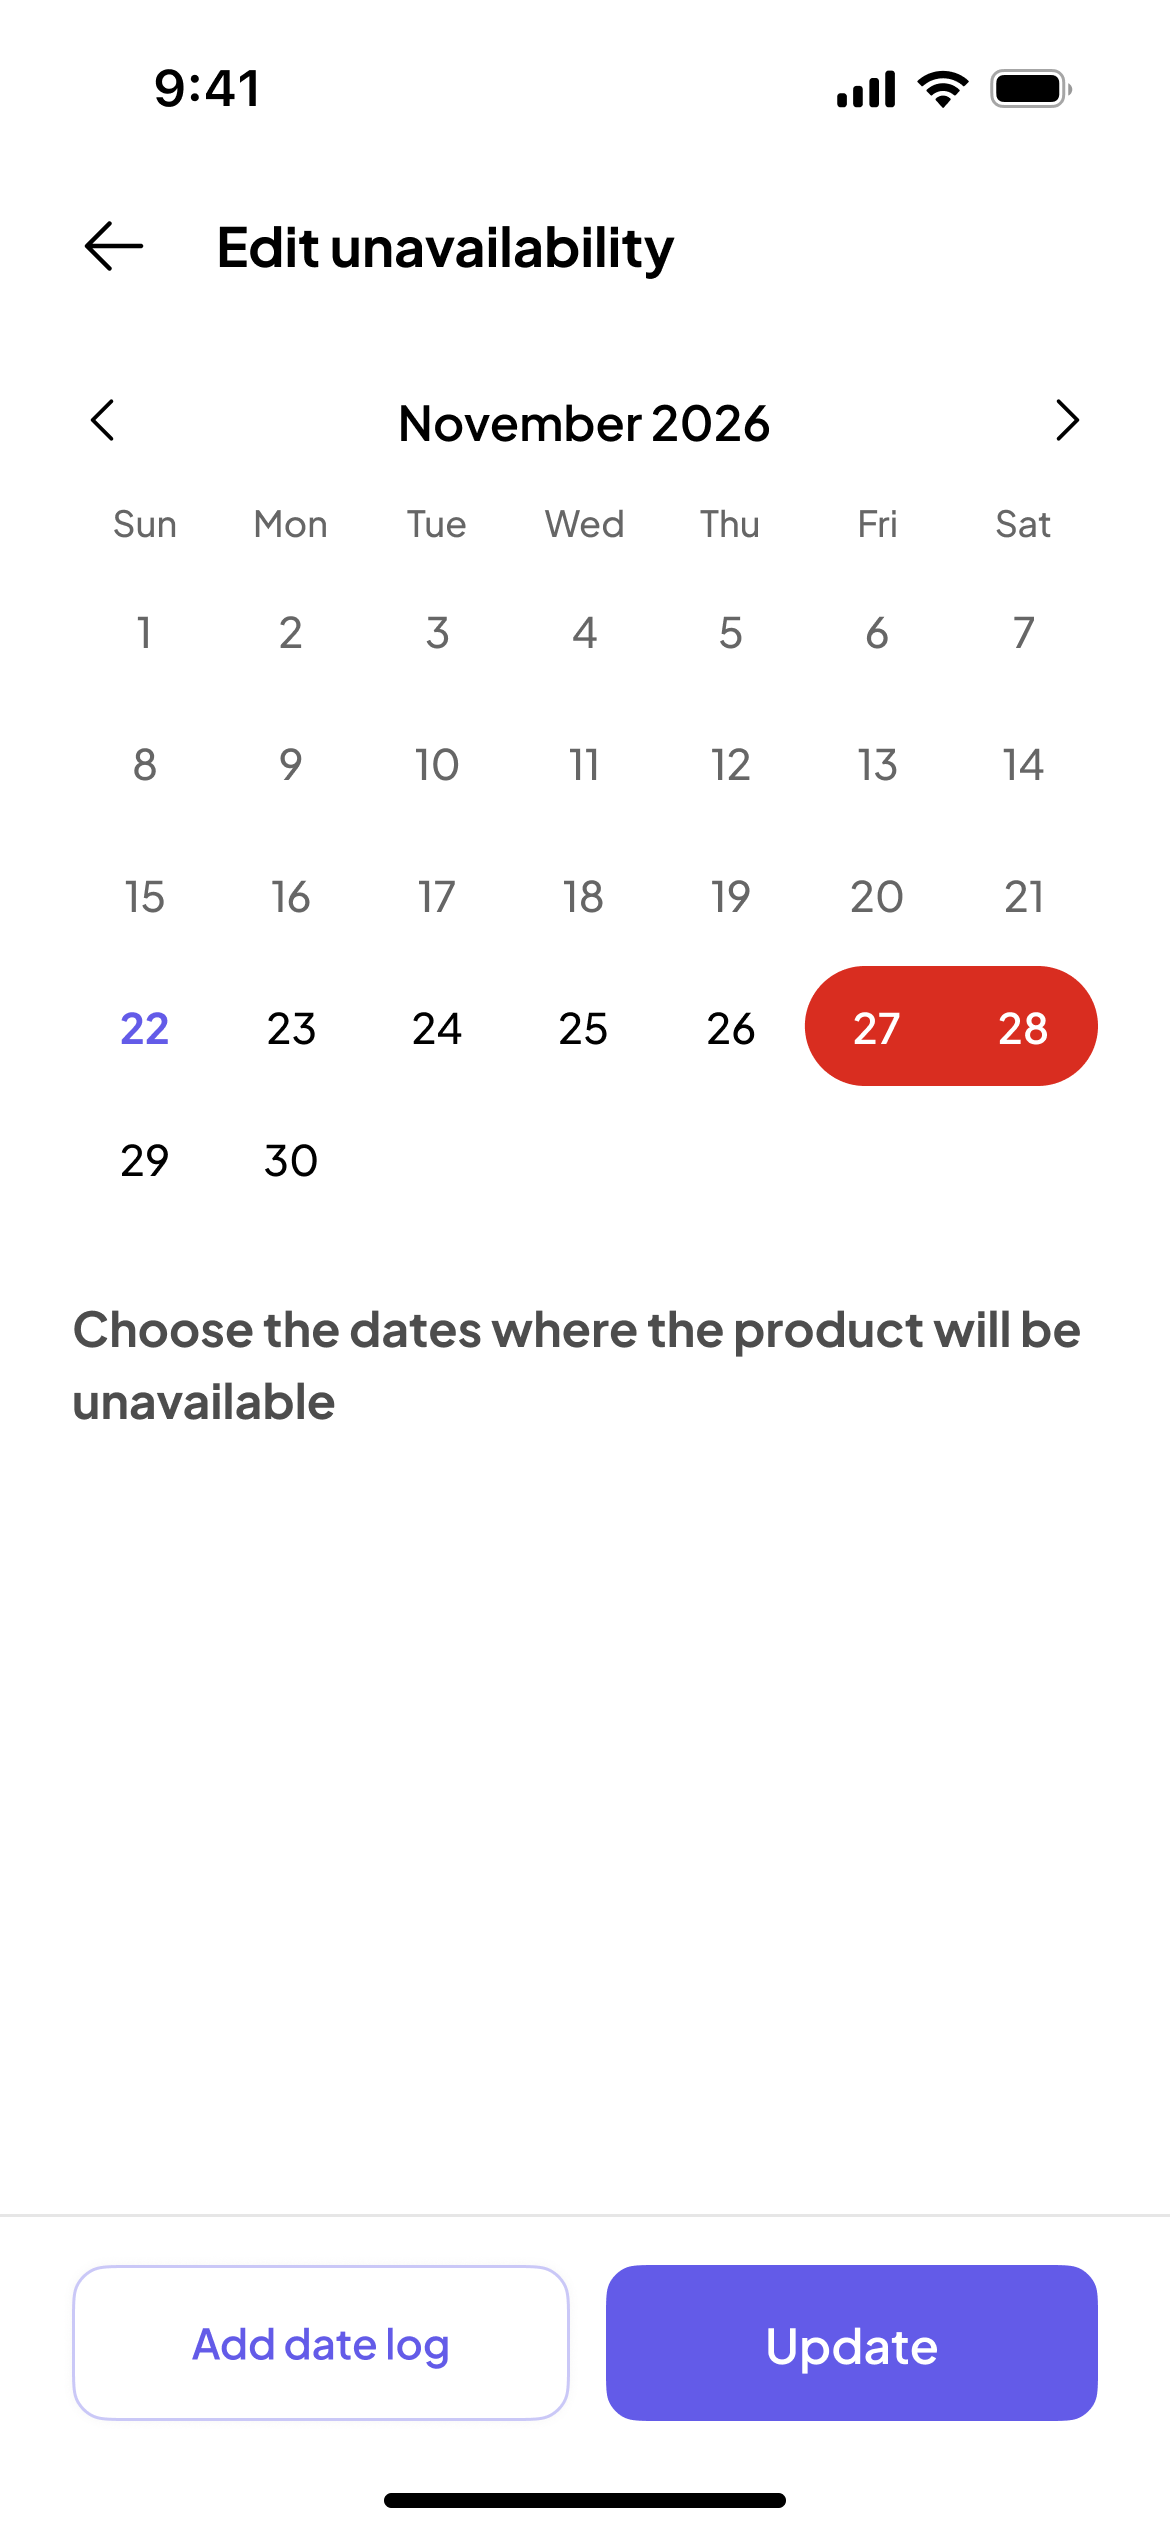 9:41
Edit unavailability
November 2026
Sun Mon Tue Wed Thu Fri Sat
1 2 3 4 5 6 7
8 9 10 11 12 13 14
15 16 17 18 19 20 21
22 23 24 25 26 27 28
29 30
Choose the dates where the product will be
unavailable
Add date log Update